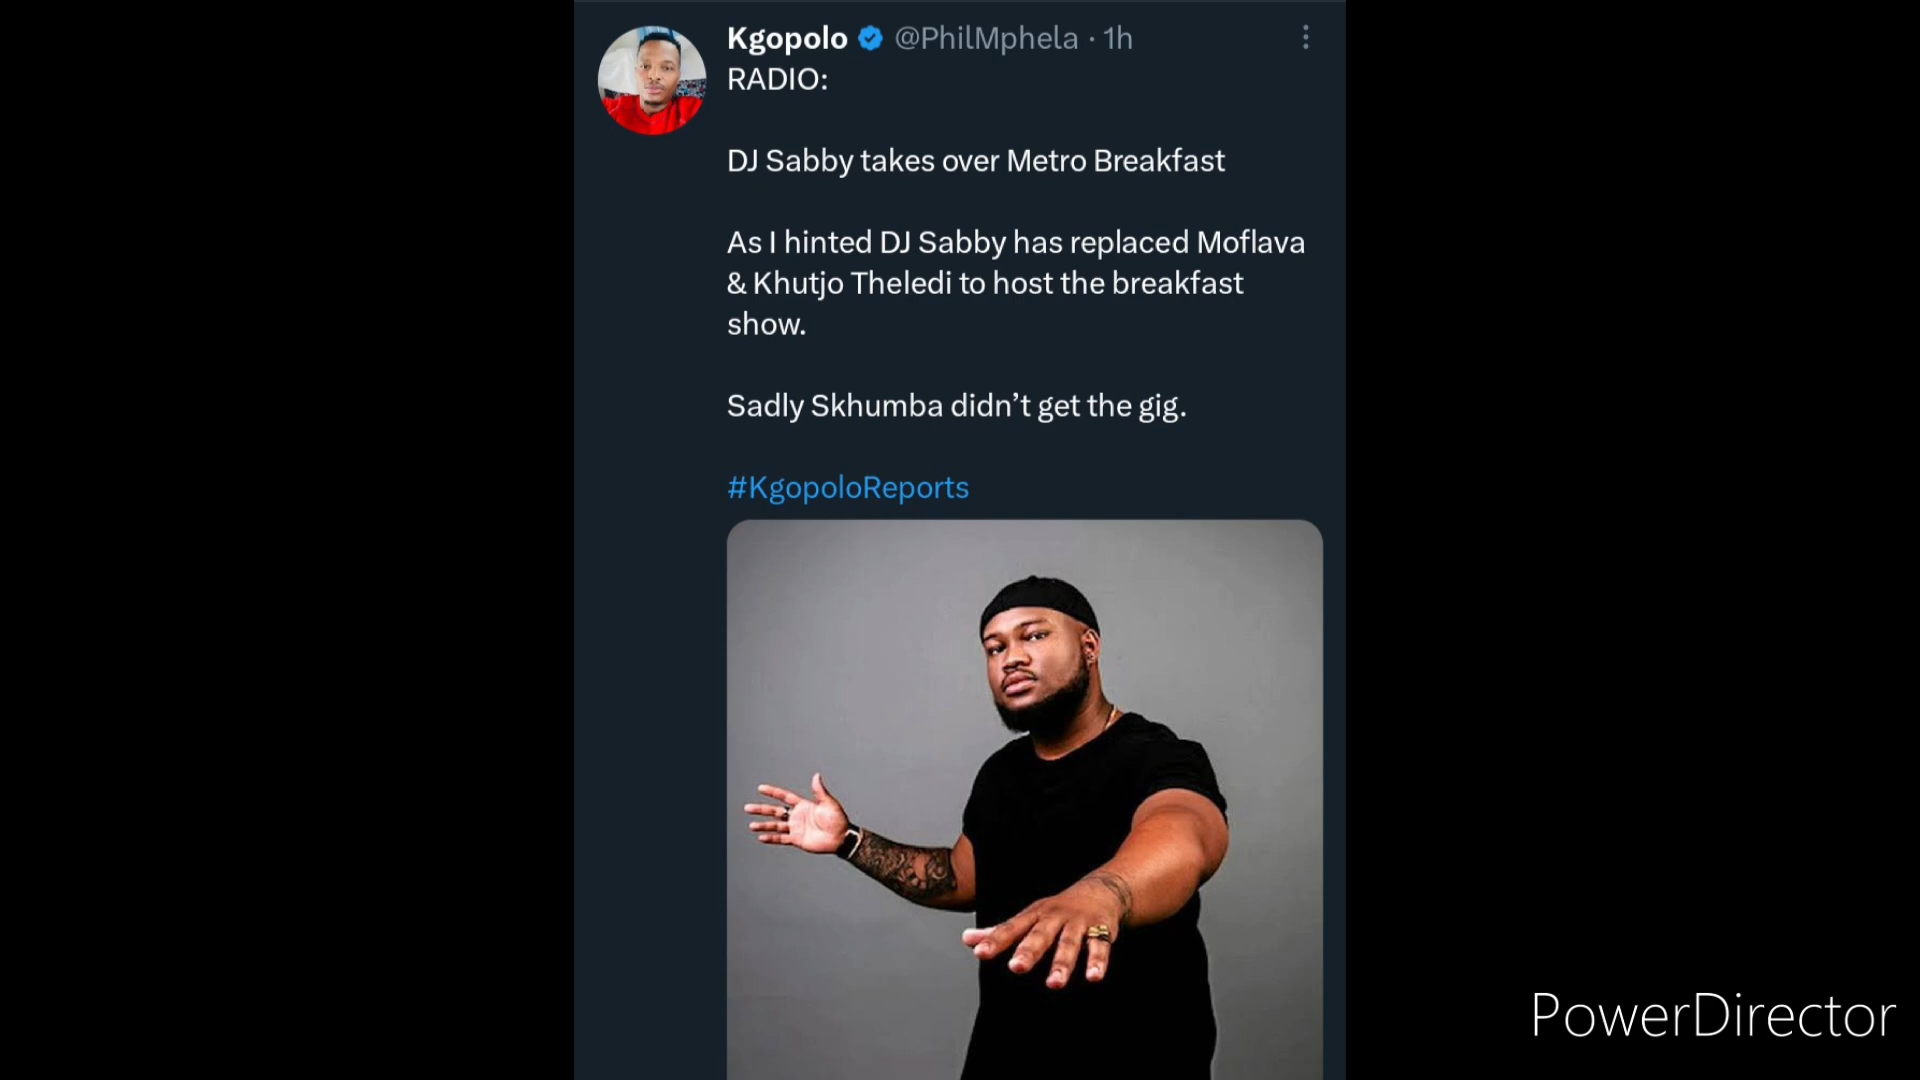 Kgopolo @PhilMphela · 1h
RADIO:
DJ Sabby takes over Metro Breakfast
As I hinted DJ Sabby has replaced Moflava
& Khutjo Theledi to host the breakfast
show.
Sadly Skhumba didn’t get the gig.
#KgopoloReports
PowerDirector